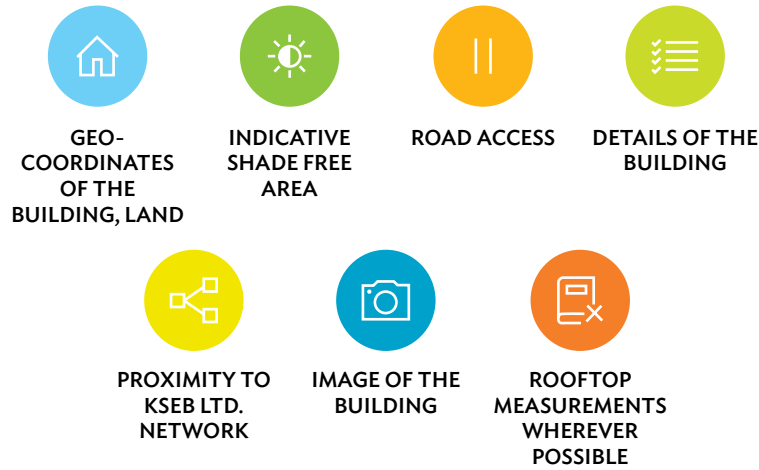 GEO-
COORDINATES
OF THE
BUILDING, LAND
INDICATIVE
SHADE FREE
AREA
ROAD ACCESS
DETAILS OF THE
BUILDING
PROXIMITY TO
KSEB LTD.
NETWORK
IMAGE OF THE
BUILDING
ROOFTOP
MEASUREMENTS
WHEREVER
POSSIBLE